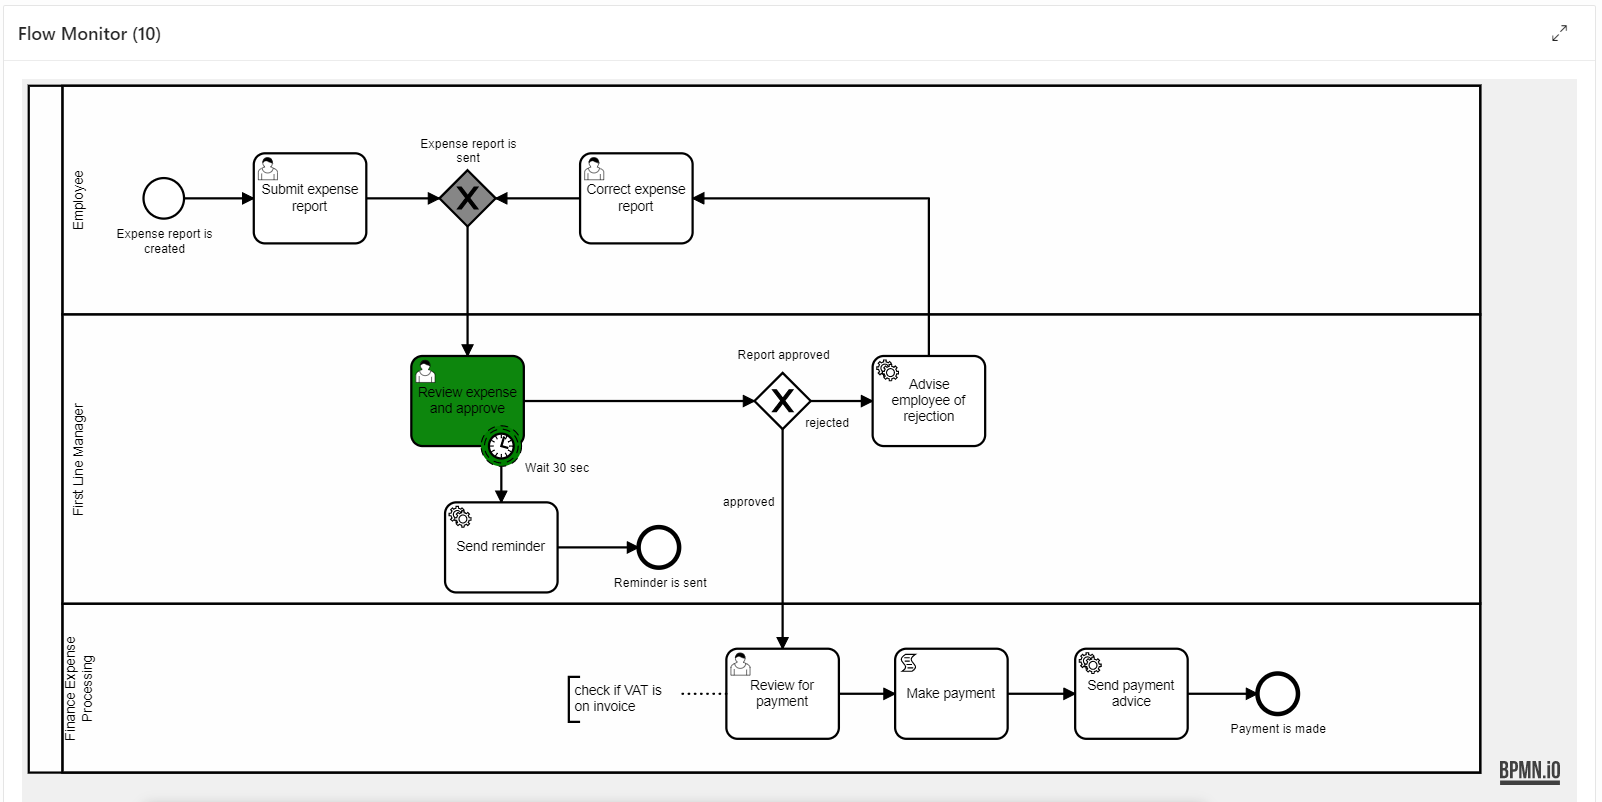 Flow Monitor (10)
Employee
Expense report is
created
Submit expense
report
Expense report is
sent
X
Correct expense
report
First Line Manager
Review expense
and approve
Wait 30 sec
Send reminder
Reminder is sent
Report approved
X
rejected
approved
Advise
employee of
rejection
Finance Expense
Processing
check if VAT is
on invoice
Review for
payment
Make payment
Send payment
advice
Payment is made
BPMN.iO